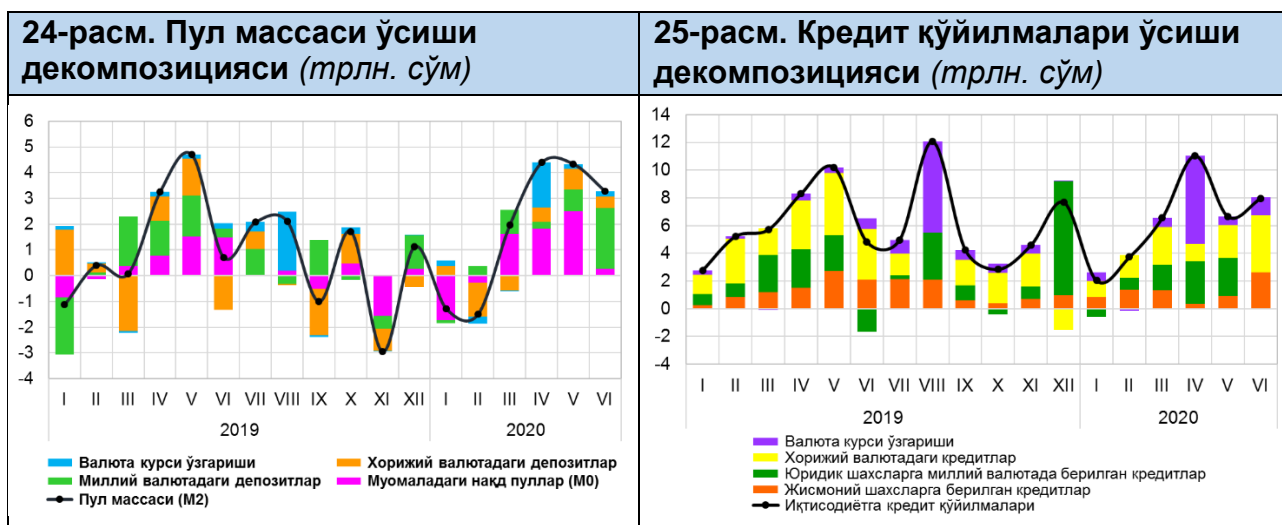 24-расм. Пул массаси ўсиши
декомпозицияси (трлн. сўм)
25-расм. Кредит қўйилмалари ўсиши
декомпозицияси (трлн. сўм)
6
5
4
3
2
1
0
-1
-2
-3
-4
I II III IV V VI VII VIII IX X XI XII I II III IV V VI
2019 2020
Валюта курси ўзгариши
Хорижий валютадаги депозитлар
Миллий валютадаги депозитлар
Муомаладаги нақд пуллар (М0)
Пул массаси (М2)
14
12
10
8
6
4
2
0
-2
-4
I II III IV V VI VII VIII IX X XI XII I II III IV V VI
2019 2020
Валюта курси ўзгариши
Хорижий валютадаги кредитлар
Юридик шахсларга миллий валютада берилган кредитлар
Жисмоний шахсларга берилган кредитлар
Иқтисодиётга кредит қўйилмалари